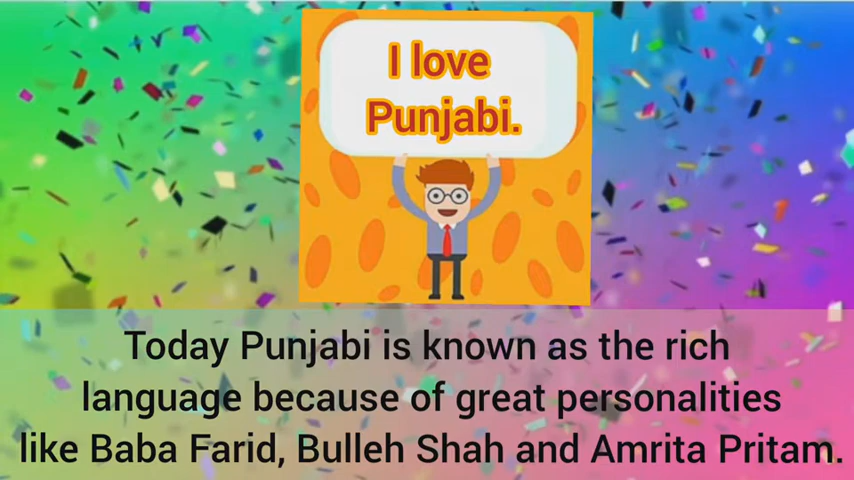 I love
Punjabi.
Today Punjabi is known as the rich
language because of great personalities
like Baba Farid, Bulleh Shah and Amrita Pritam.